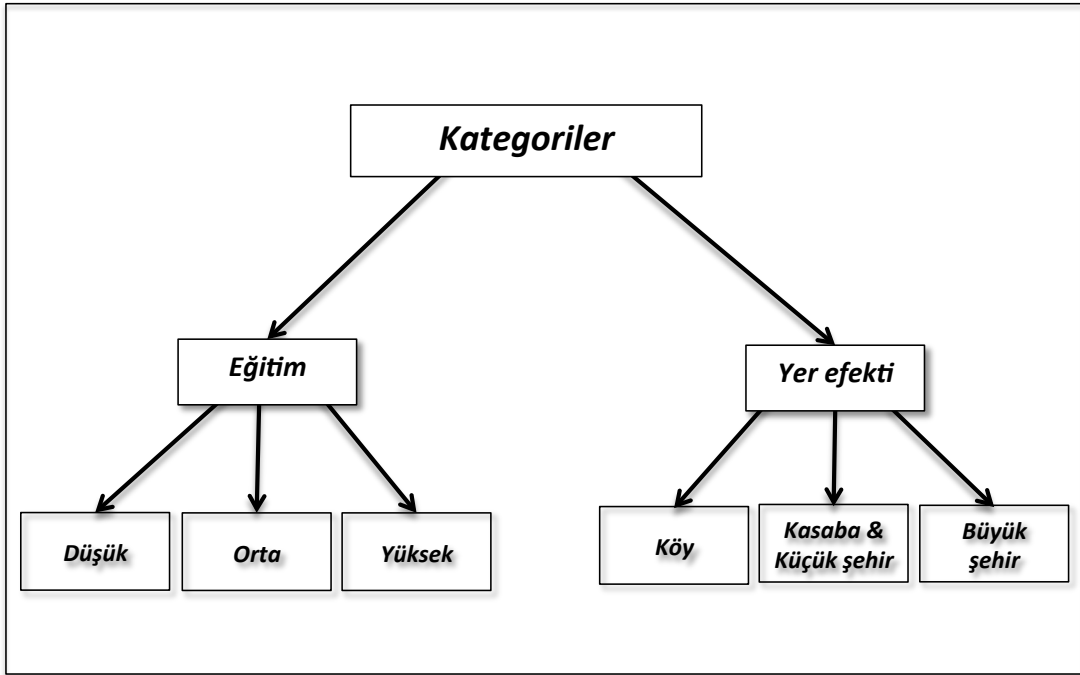 Kategoriler
Eğitim
Yer efekti
Düşük
Orta
Yüksek
Köy
Kasaba &
Küçük şehir
Büyük
şehir